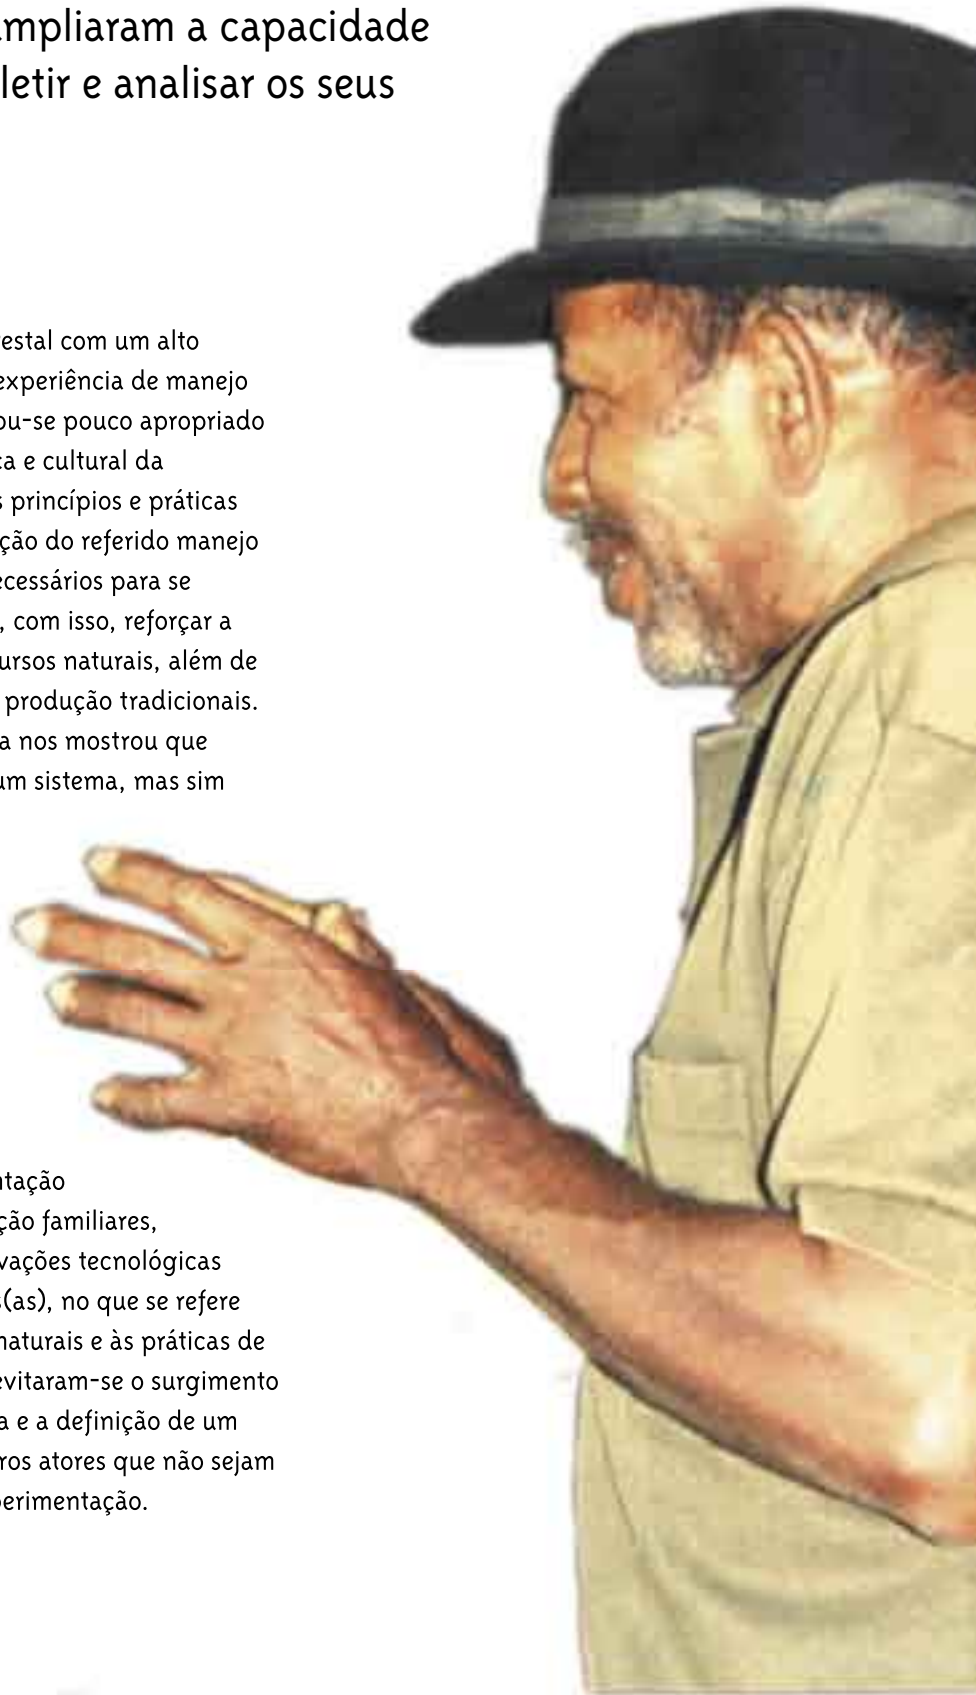 ampliaram a capacidade
letir e analisar os seus
estal com um alto
experiência de manejo
ou-se pouco apropriado
ca e cultural da
s princípios e práticas
ção do referido manejo
ecessários para se
, com isso, reforçar a
ursos naturais, além de
produção tradicionais.
a nos mostrou que
um sistema, mas sim
ntação
ção familiares,
vações tecnológicas
s(as), no que se refere
naturais e às práticas de
evitaram-se o surgimento
a e a definição de um
ros atores que não sejam
perimentação.